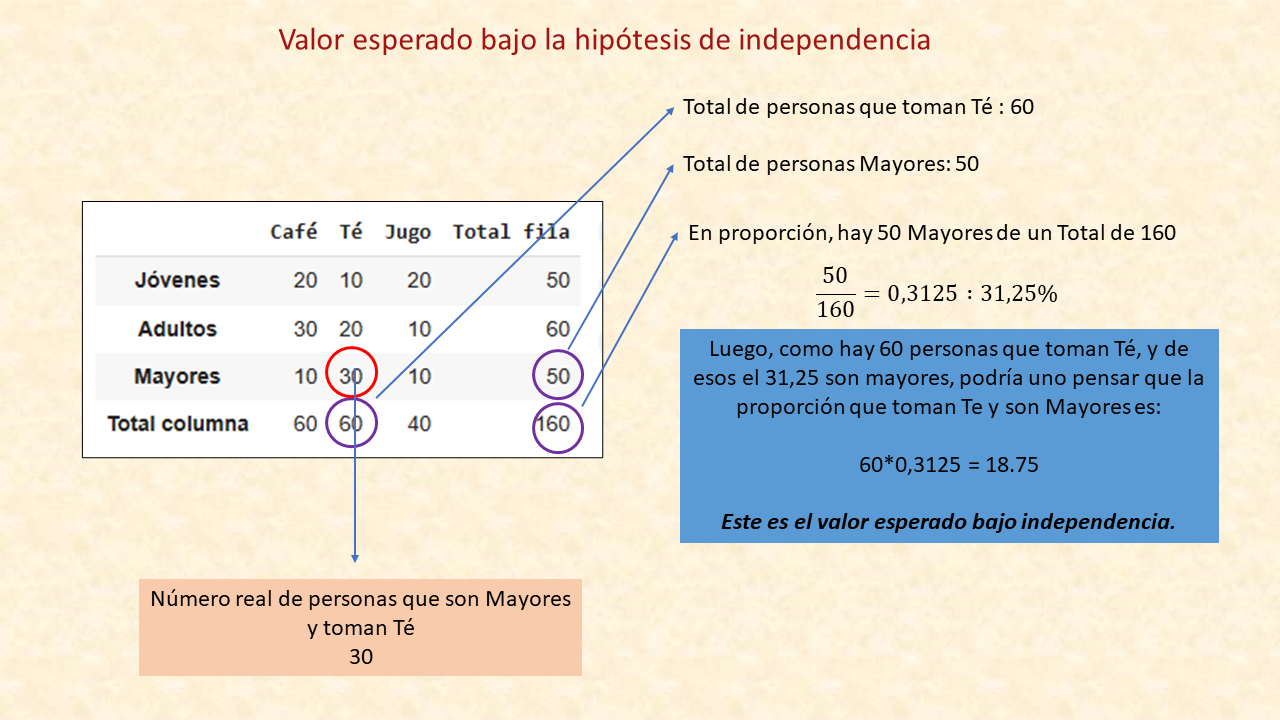 Valor esperado bajo la hipótesis de independencia
Total de personas que toman Té : 60
Total de personas Mayores: 50
En proporción, hay 50 Mayores de un Total de 160
50
160
= 0,3125 : 31,25%
Café Té Jugo Total fila
Jóvenes 20 10 20 50
Adultos 30 20 10 60
Mayores 10 30 10 50
Total columna 60 60 40 160
Luego, como hay 60 personas que toman Té, y de
esos el 31,25 son mayores, podría uno pensar que la
proporción que toman Te y son Mayores es:
60*0,3125 = 18.75
Este es el valor esperado bajo independencia.
Número real de personas que son Mayores
y toman Té
30